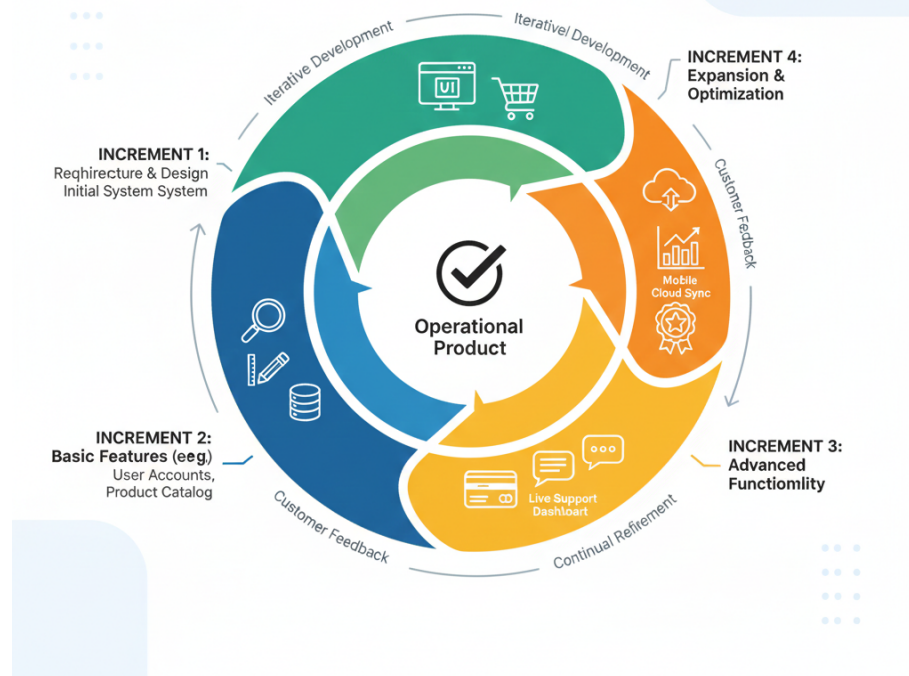 Iterative Development
Iterativel Development
INCREMENT 4:
Expansion &
Optimization
UI
INCREMENT 1:
Reqhirecture & Design
Initial System System
Customer Fedback
Mobile
Cloud Sync
Operational
Product
INCREMENT 2:
Basic Features (eeg,)
User Accounts,
Product Catalog
INCREMENT 3:
Advanced
Functiomlity
Live Support
Dashloart
Customer Feedback
Continual Refirement